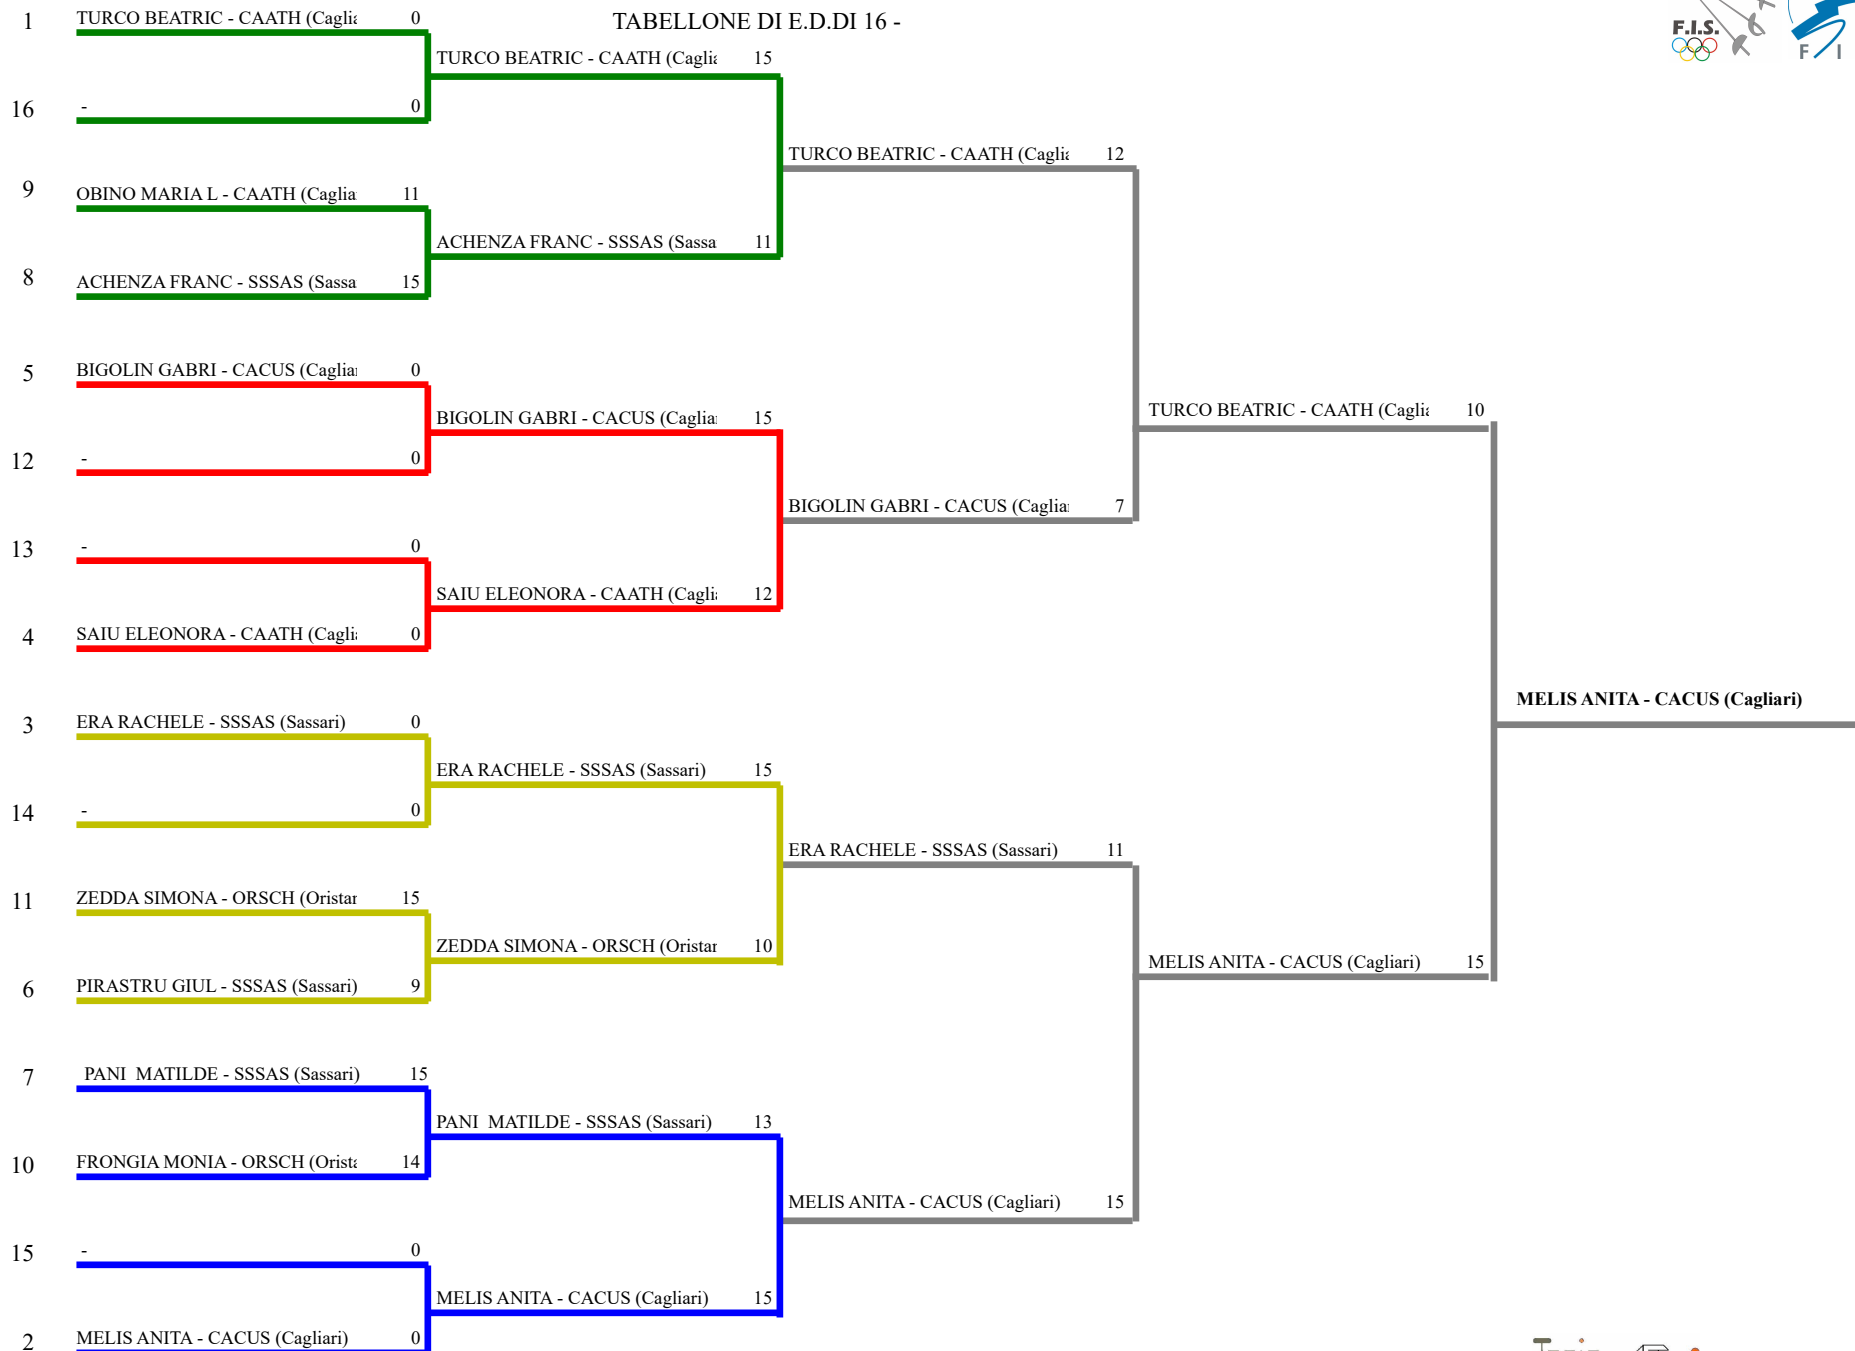 TABELLONE DI E.D.DI 16 -
F.I.S.
F I
1 TURCO BEATRIC - CAATH (Caglia 0
TURCO BEATRIC - CAATH (Caglia 15
16 - 0
TURCO BEATRIC - CAATH (Caglia 12
9 OBINO MARIA L - CAATH (Caglia 11
ACHENZA FRANC - SSSAS (Sassa 11
8 ACHENZA FRANC - SSSAS (Sassa 15
5 BIGOLIN GABRI - CACUS (Cagliar 0
TURCO BEATRIC - CAATH (Caglia 10
BIGOLIN GABRI - CACUS (Cagliar 15
12 - 0
BIGOLIN GABRI - CACUS (Cagliar 7
13 - 0
SAIU ELEONORA - CAATH (Caglia 12
4 SAIU ELEONORA - CAATH (Caglia 0
MELIS ANITA - CACUS (Cagliari)
3 ERA RACHELE - SSSAS (Sassari) 0
ERA RACHELE - SSSAS (Sassari) 15
14 - 0
ERA RACHELE - SSSAS (Sassari) 11
11 ZEDDA SIMONA - ORSCH (Oristan 15
ZEDDA SIMONA - ORSCH (Oristan 10
MELIS ANITA - CACUS (Cagliari) 15
6 PIRASTRU GIUL - SSSAS (Sassari) 9
7 PANI MATILDE - SSSAS (Sassari) 15
PANI MATILDE - SSSAS (Sassari) 13
10 FRONGIA MONIA - ORSCH (Orista 14
MELIS ANITA - CACUS (Cagliari) 15
15 - 0
MELIS ANITA - CACUS (Cagliari) 15
2 MELIS ANITA - CACUS (Cagliari) 0